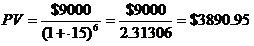 PV = $9000 / (1+-15)^6 = $9000 / 2.31306 = $3890.95